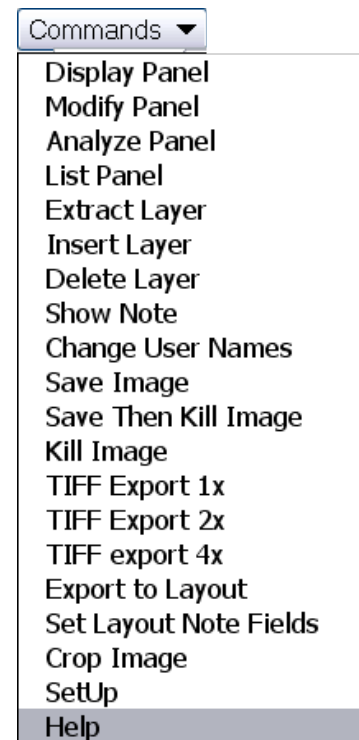 Commands
Display Panel
Modify Panel
Analyze Panel
List Panel
Extract Layer
Insert Layer
Delete Layer
Show Note
Change User Names
Save Image
Save Then Kill Image
Kill Image
TIFF Export 1x
TIFF Export 2x
TIFF export 4x
Export to Layout
Set Layout Note Fields
Crop Image
SetUp
Help